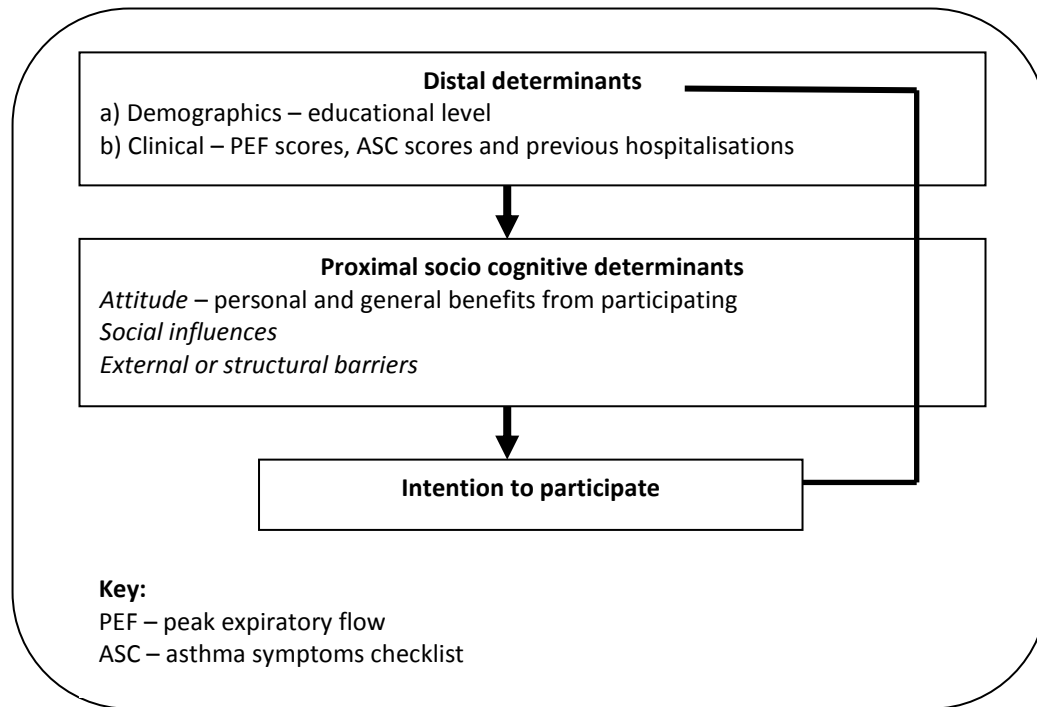 Distal determinants
a) Demographics – educational level
b) Clinical – PEF scores, ASC scores and previous hospitalisations
Proximal socio cognitive determinants
Attitude – personal and general benefits from participating
Social influences
External or structural barriers
Intention to participate
Key:
PEF – peak expiratory flow
ASC – asthma symptoms checklist